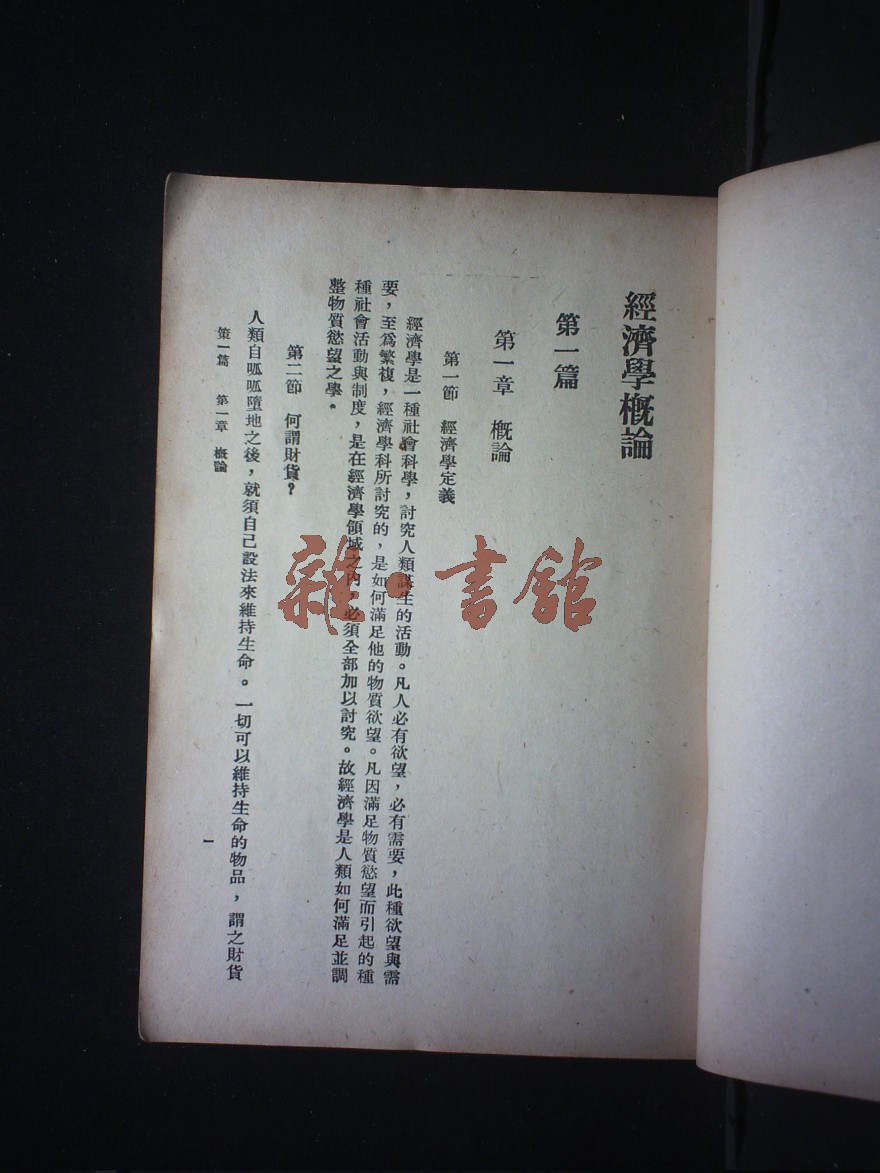 經濟學概論
第一篇
第一章 概論
第一節 經濟學定義
經濟學是一種社會科學，討究人類謀生的活動。凡人必有欲望，必有需要，此種欲望與需
要，至爲繁複，經濟學科所討究的，是如何滿足他的物質欲望。凡因滿足物質慾望而引起的種
種社會活動與制度，是在經濟學領域之內，必須全部加以討究。故經濟學是人類如何滿足並調
整物質慾望之學。
第二節 何謂財貨？
人類自呱呱墮地之後，就須自己設法來維持生命。一切可以維持生命的物品，謂之財貨
第一篇 第一章 概論
一
雜·書館